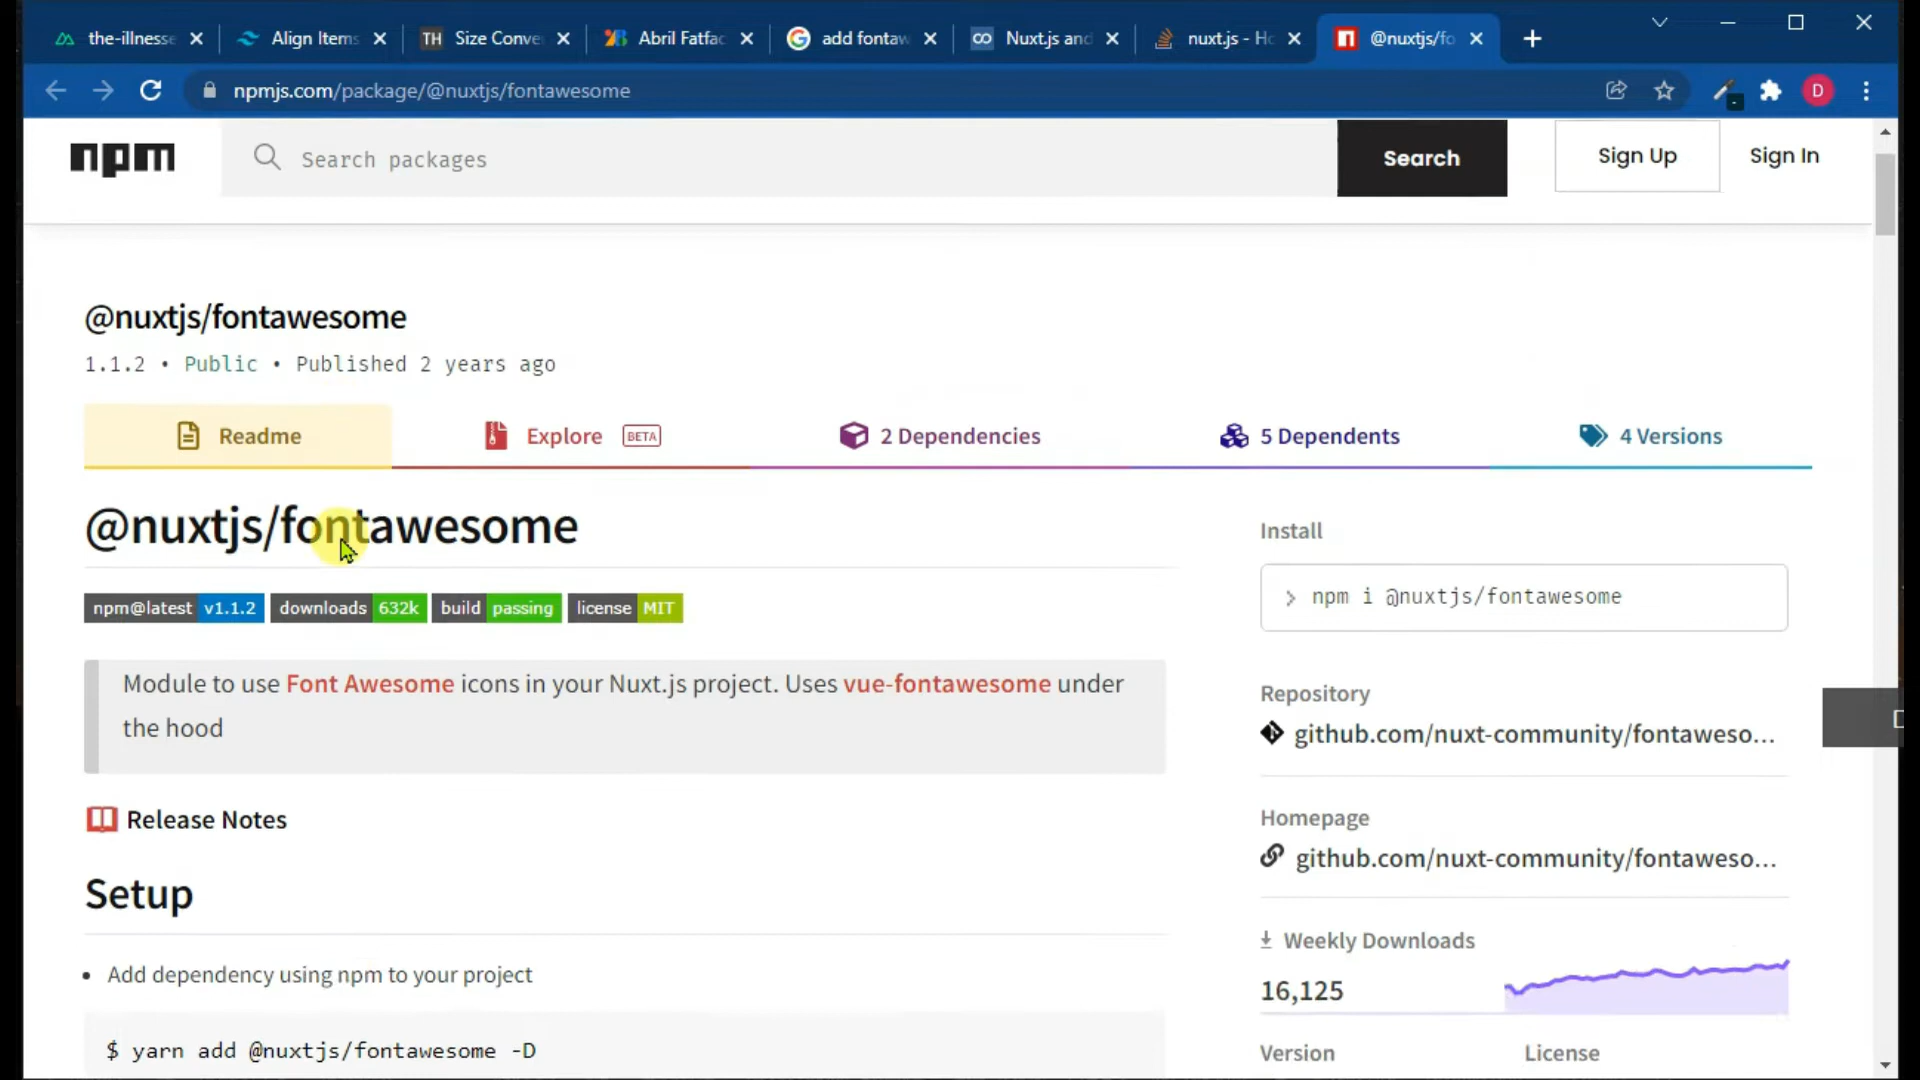 the-illnesse
Align Items
TH Size Conve
Abril Fatfac
add fontaw
Nuxt.js and
nuxt.js - Ho
@nuxtjs/fo
npmjs.com/package/@nuxtjs/fontawesome
D
npm
Search packages
Search
Sign Up
Sign In
@nuxtjs/fontawesome
1.1.2 • Public • Published 2 years ago
Readme
Explore BETA
2 Dependencies
5 Dependents
4 Versions
@nuxtjs/fontawesome
npm@latest v1.1.2 downloads 632k build passing license MIT
Module to use Font Awesome icons in your Nuxt.js project. Uses vue-fontawesome under
the hood
Release Notes
Setup
• Add dependency using npm to your project
$ yarn add @nuxtjs/fontawesome -D
Install
> npm i @nuxtjs/fontawesome
Repository
github.com/nuxt-community/fontaweso...
Homepage
github.com/nuxt-community/fontaweso...
Weekly Downloads
16,125
Version
License